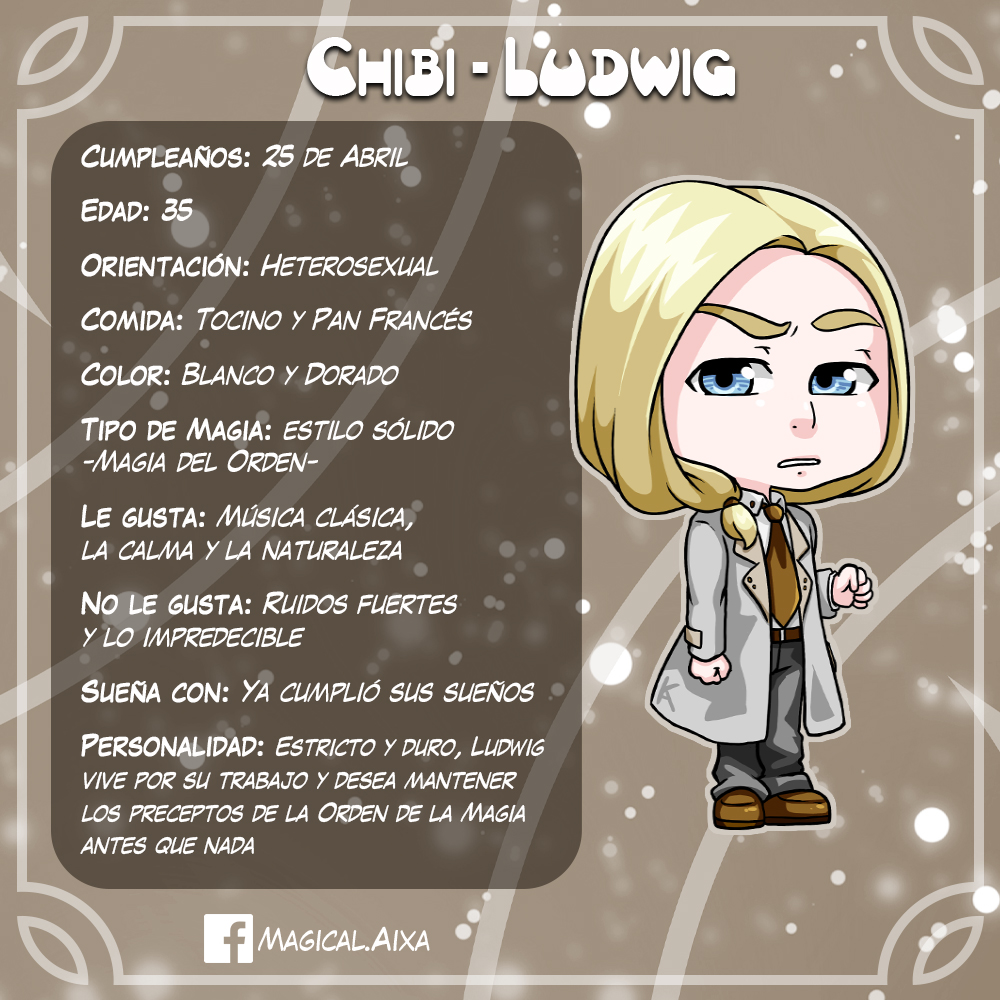 Chibi - Ludwig
Cumpleaños: 25 de Abril
Edad: 35
Orientación: Heterosexual
Comida: Tocino y Pan Francés
Color: Blanco y Dorado
Tipo de Magia: estilo sólido
-Magia del Orden-
Le gusta: Música clásica,
la calma y la naturaleza
No le gusta: Ruidos fuertes
y lo impredecible
Sueña con: Ya cumplió sus sueños
Personalidad: Estricto y duro, Ludwig
vive por su trabajo y desea mantener
los preceptos de la Orden de la Magia
antes que nada
f Magical.Aixa